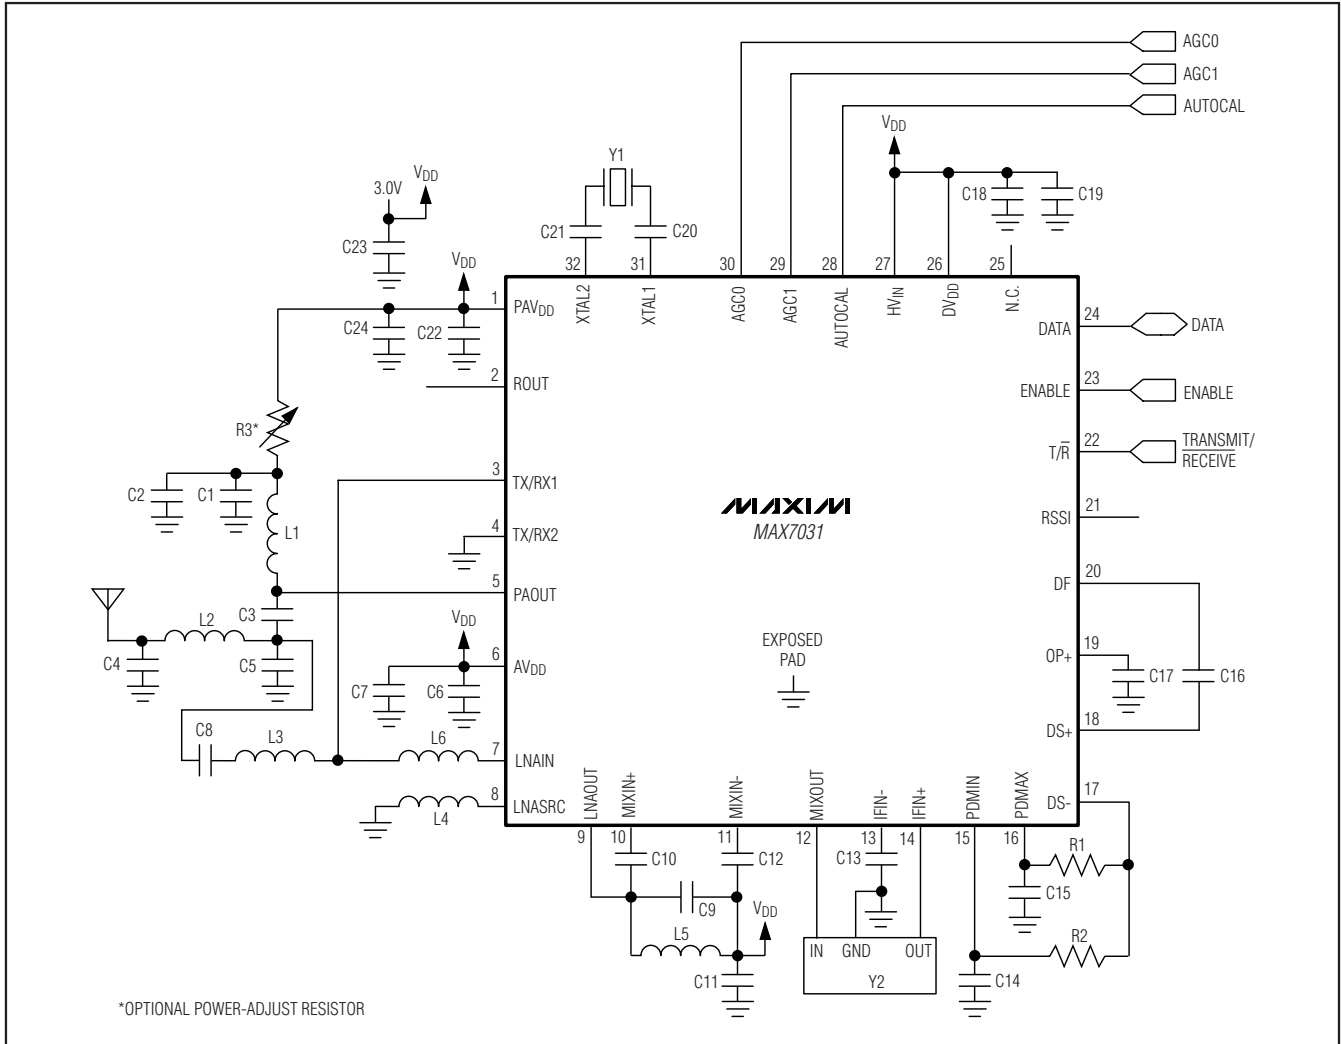 AGC0
AGC1
AUTOCAL
VDD
Y1
3.0V
VDD
C18
C19
C21
C20
C23
VDD
32
31
30
29
28
27
26
25
1
PAVDD
XTAL2
XTAL1
AGC0
AGC1
AUTOCAL
HVIN
DVDD
N.C.
C24
C22
24
DATA
DATA
2
ROUT
23
ENABLE
ENABLE
R3*
22
T/R̅
TRANSMIT/
RECEIVE
3
TX/RX1
C2
C1
MAXIM
MAX7031
21
RSSI
L1
4
TX/RX2
5
PAOUT
20
DF
C3
L2
VDD
EXPOSED
PAD
19
OP+
C4
C5
6
AVDD
C17
C16
C7
C6
18
DS+
C8
L3
L6
7
LNAIN
8
LNASRC
L4
LNAOUT
MIXIN+
MIXIN-
MIXOUT
IFIN-
IFIN+
PDMIN
PDMAX
17
DS-
9
10
11
12
13
14
15
16
C10
C12
C13
R1
C15
C9
VDD
L5
R2
IN
GND
OUT
Y2
C11
C14
*OPTIONAL POWER-ADJUST RESISTOR